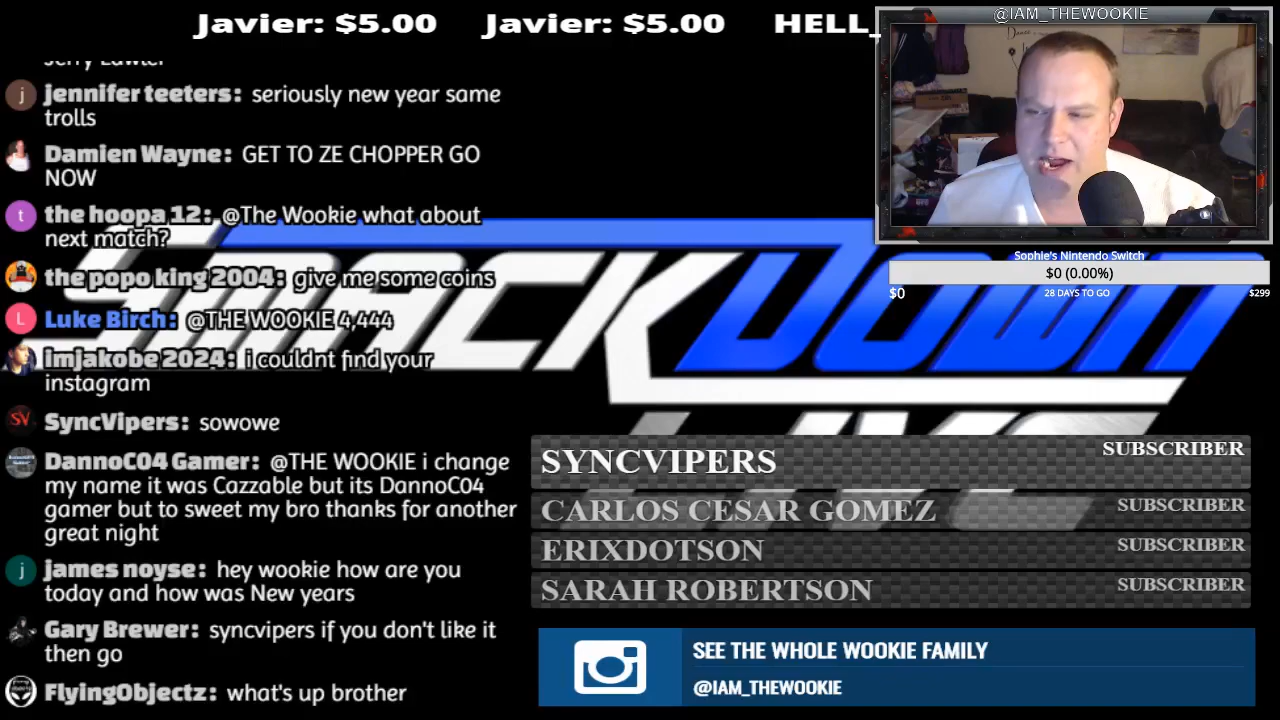 Javier: $5.00 Javier: $5.00 HELL_
@IAM_THEWOOKIE
Jerry Lawler
jennifer teeters: seriously new year same
trolls
Damien Wayne: GET TO ZE CHOPPER GO
NOW
the hoopa 12: @The Wookie what about
next match?
the popo king 2004: give me some coins
Luke Birch: @THE WOOKIE 4,444
imjakobe 2024: i couldnt find your
instagram
SyncVipers: sowowe
DannoC04 Gamer: @THE WOOKIE i change
my name it was Cazzable but its DannoC04
gamer but to sweet my bro thanks for another
great night
james noyse: hey wookie how are you
today and how was New years
Gary Brewer: syncvipers if you don't like it
then go
FlyingObjectz: what's up brother
SMACKDOWN
LIVE
Sophie's Nintendo Switch
$0 (0.00%)
$0 28 DAYS TO GO $299
SYNCVIPERS SUBSCRIBER
CARLOS CESAR GOMEZ SUBSCRIBER
ERIXDOTSON SUBSCRIBER
SARAH ROBERTSON SUBSCRIBER
SEE THE WHOLE WOOKIE FAMILY
@IAM_THEWOOKIE